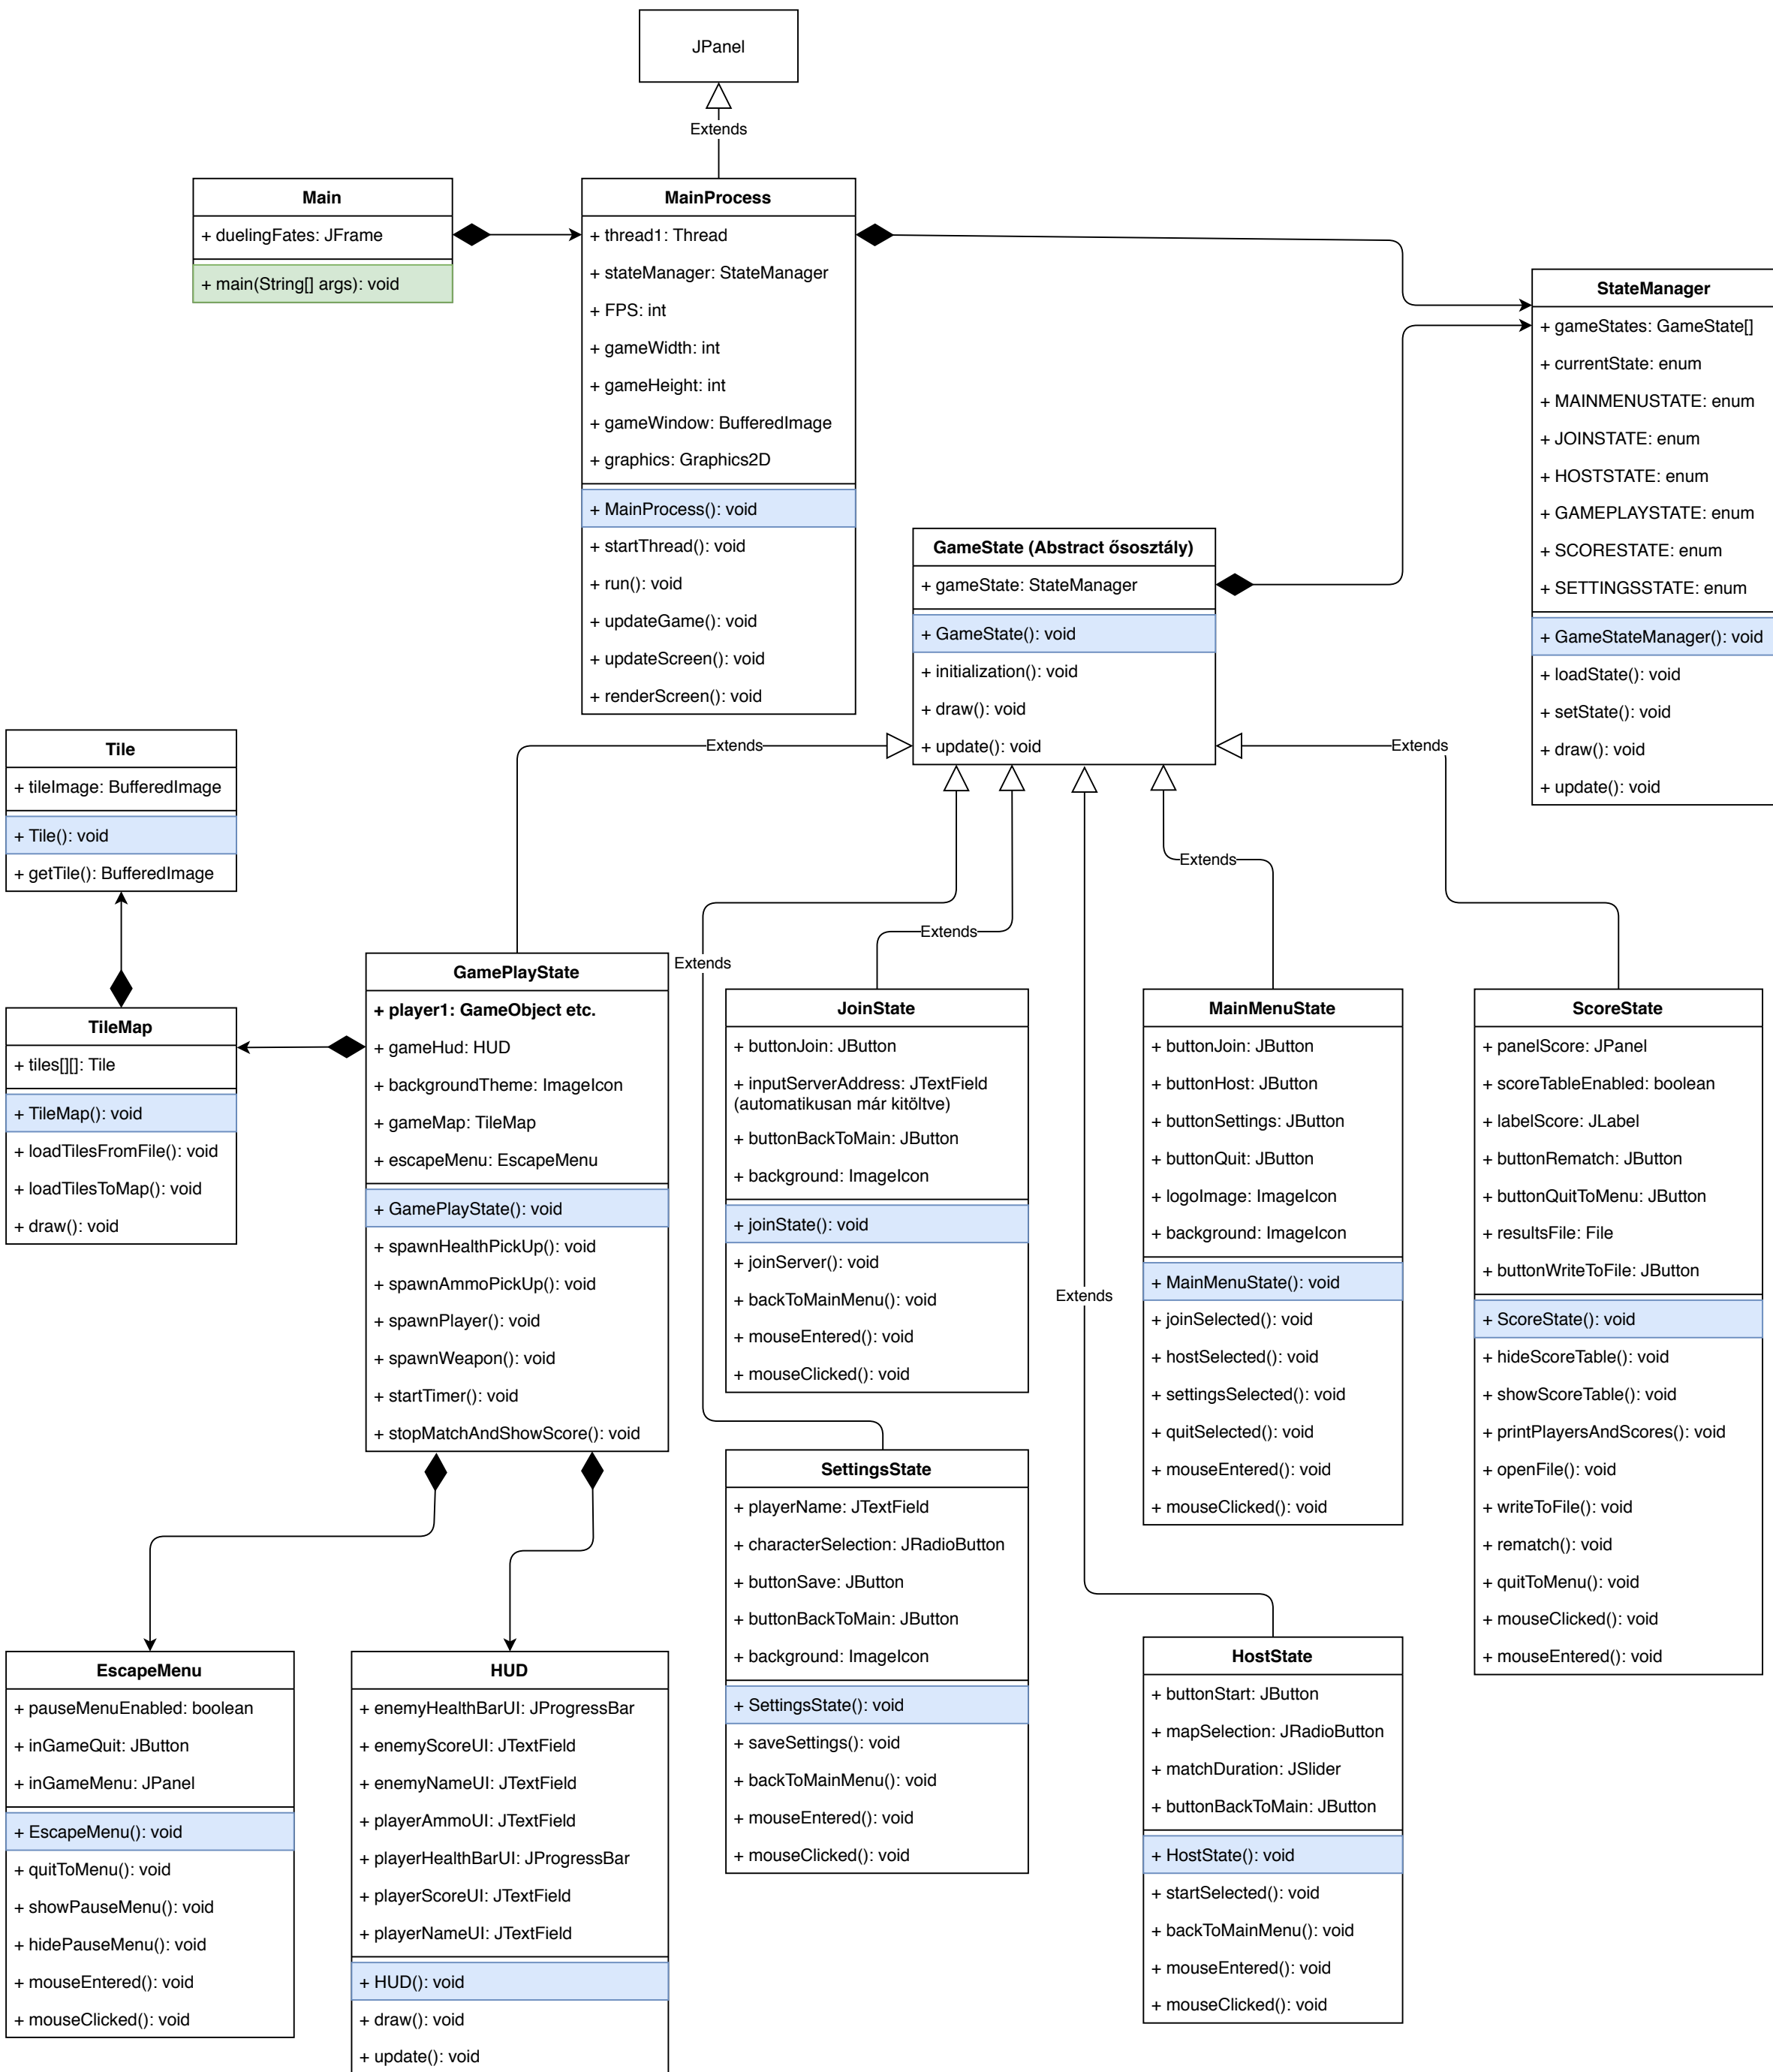 JPanel
Extends
Main
+ duelingFates: JFrame
+ main(String[] args): void
MainProcess
+ thread1: Thread
+ stateManager: StateManager
+ FPS: int
+ gameWidth: int
+ gameHeight: int
+ gameWindow: BufferedImage
+ graphics: Graphics2D
+ MainProcess(): void
+ startThread(): void
+ run(): void
+ updateGame(): void
+ updateScreen(): void
+ renderScreen(): void
StateManager
+ gameStates: GameState[]
+ currentState: enum
+ MAINMENUSTATE: enum
+ JOINSTATE: enum
+ HOSTSTATE: enum
+ GAMEPLAYSTATE: enum
+ SCORESTATE: enum
+ SETTINGSSTATE: enum
+ GameStateManager(): void
+ loadState(): void
+ setState(): void
+ draw(): void
+ update(): void
GameState (Abstract ősosztály)
+ gameState: StateManager
+ GameState(): void
+ initialization(): void
+ draw(): void
+ update(): void
Extends
Extends
Extends
Extends
Extends
Extends
Tile
+ tileImage: BufferedImage
+ Tile(): void
+ getTile(): BufferedImage
TileMap
+ tiles[][]: Tile
+ TileMap(): void
+ loadTilesFromFile(): void
+ loadTilesToMap(): void
+ draw(): void
GamePlayState
+ player1: GameObject etc.
+ gameHud: HUD
+ backgroundTheme: ImageIcon
+ gameMap: TileMap
+ escapeMenu: EscapeMenu
+ GamePlayState(): void
+ spawnHealthPickUp(): void
+ spawnAmmoPickUp(): void
+ spawnPlayer(): void
+ spawnWeapon(): void
+ startTimer(): void
+ stopMatchAndShowScore(): void
JoinState
+ buttonJoin: JButton
+ inputServerAddress: JTextField
(automatikusan már kitöltve)
+ buttonBackToMain: JButton
+ background: ImageIcon
+ joinState(): void
+ joinServer(): void
+ backToMainMenu(): void
+ mouseEntered(): void
+ mouseClicked(): void
MainMenuState
+ buttonJoin: JButton
+ buttonHost: JButton
+ buttonSettings: JButton
+ buttonQuit: JButton
+ logoImage: ImageIcon
+ background: ImageIcon
+ MainMenuState(): void
+ joinSelected(): void
+ hostSelected(): void
+ settingsSelected(): void
+ quitSelected(): void
+ mouseEntered(): void
+ mouseClicked(): void
ScoreState
+ panelScore: JPanel
+ scoreTableEnabled: boolean
+ labelScore: JLabel
+ buttonRematch: JButton
+ buttonQuitToMenu: JButton
+ resultsFile: File
+ buttonWriteToFile: JButton
+ ScoreState(): void
+ hideScoreTable(): void
+ showScoreTable(): void
+ printPlayersAndScores(): void
+ openFile(): void
+ writeToFile(): void
+ rematch(): void
+ quitToMenu(): void
+ mouseClicked(): void
+ mouseEntered(): void
SettingsState
+ playerName: JTextField
+ characterSelection: JRadioButton
+ buttonSave: JButton
+ buttonBackToMain: JButton
+ background: ImageIcon
+ SettingsState(): void
+ saveSettings(): void
+ backToMainMenu(): void
+ mouseEntered(): void
+ mouseClicked(): void
HostState
+ buttonStart: JButton
+ mapSelection: JRadioButton
+ matchDuration: JSlider
+ buttonBackToMain: JButton
+ HostState(): void
+ startSelected(): void
+ backToMainMenu(): void
+ mouseEntered(): void
+ mouseClicked(): void
EscapeMenu
+ pauseMenuEnabled: boolean
+ inGameQuit: JButton
+ inGameMenu: JPanel
+ EscapeMenu(): void
+ quitToMenu(): void
+ showPauseMenu(): void
+ hidePauseMenu(): void
+ mouseEntered(): void
+ mouseClicked(): void
HUD
+ enemyHealthBarUI: JProgressBar
+ enemyScoreUI: JTextField
+ enemyNameUI: JTextField
+ playerAmmoUI: JTextField
+ playerHealthBarUI: JProgressBar
+ playerScoreUI: JTextField
+ playerNameUI: JTextField
+ HUD(): void
+ draw(): void
+ update(): void